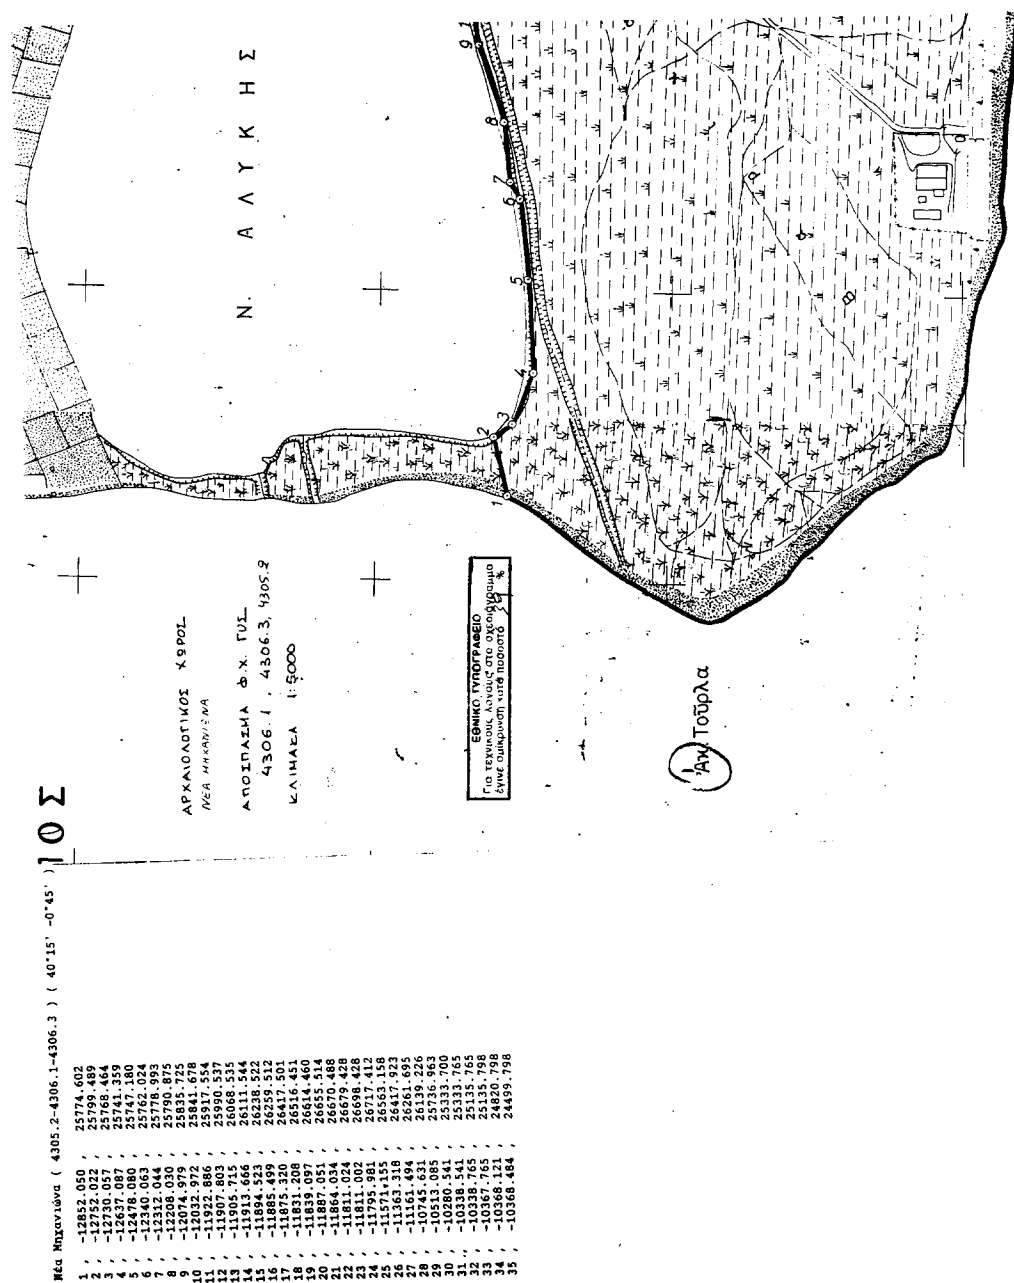 Ν. ΑΛΥΚΗΣ
1
2
3
4
5
6
7
8
9
ΑΡΧΑΙΟΛΟΓΙΚΟΣ ΧΩΡΟΣ
ΝΕΑ ΜΗΧΑΝΙΩΝΑ
ΑΠΟΣΠΑΣΜΑ Φ.Χ. ΓΥΣ
4306.1, 4306.3, 4305.2
ΚΛΙΜΑΚΑ 1:5000
ΕΘΝΙΚΟ ΤΥΠΟΓΡΑΦΕΙΟ
Για τεχνικούς λόγους στο σχεδιάγραμμα
έγινε σμίκρυνση κατά ποσοστό %
Ἀκ. Τούρλα
ΙΟΣ
Νέα Μηχανιώνα ( 4305.2-4306.1-4306.3 ) ( 40°15' -0°45' )
1 , -12852.050 , 25774.602
2 , -12752.022 , 25799.489
3 , -12730.057 , 25768.464
4 , -12637.087 , 25741.359
5 , -12478.080 , 25747.180
6 , -12340.063 , 25762.024
7 , -12312.044 , 25778.993
8 , -12208.030 , 25790.875
9 , -12074.979 , 25835.725
10 , -12032.972 , 25841.678
11 , -11922.886 , 25917.554
12 , -11907.803 , 25990.537
13 , -11905.715 , 26068.535
14 , -11913.666 , 26111.544
15 , -11894.523 , 26238.522
16 , -11885.499 , 26259.512
17 , -11875.320 , 26417.501
18 , -11831.208 , 26516.451
19 , -11839.097 , 26614.460
20 , -11887.051 , 26655.514
21 , -11864.034 , 26670.488
22 , -11811.024 , 26679.428
23 , -11811.002 , 26698.428
24 , -11795.981 , 26717.412
25 , -11571.155 , 26563.158
26 , -11363.318 , 26417.923
27 , -11161.494 , 26261.695
28 , -10745.631 , 26139.226
29 , -10513.085 , 25736.963
30 , -10280.541 , 25333.700
31 , -10338.541 , 25333.765
32 , -10338.765 , 25135.765
33 , -10367.765 , 25135.798
34 , -10368.121 , 24820.798
35 , -10368.484 , 24499.798